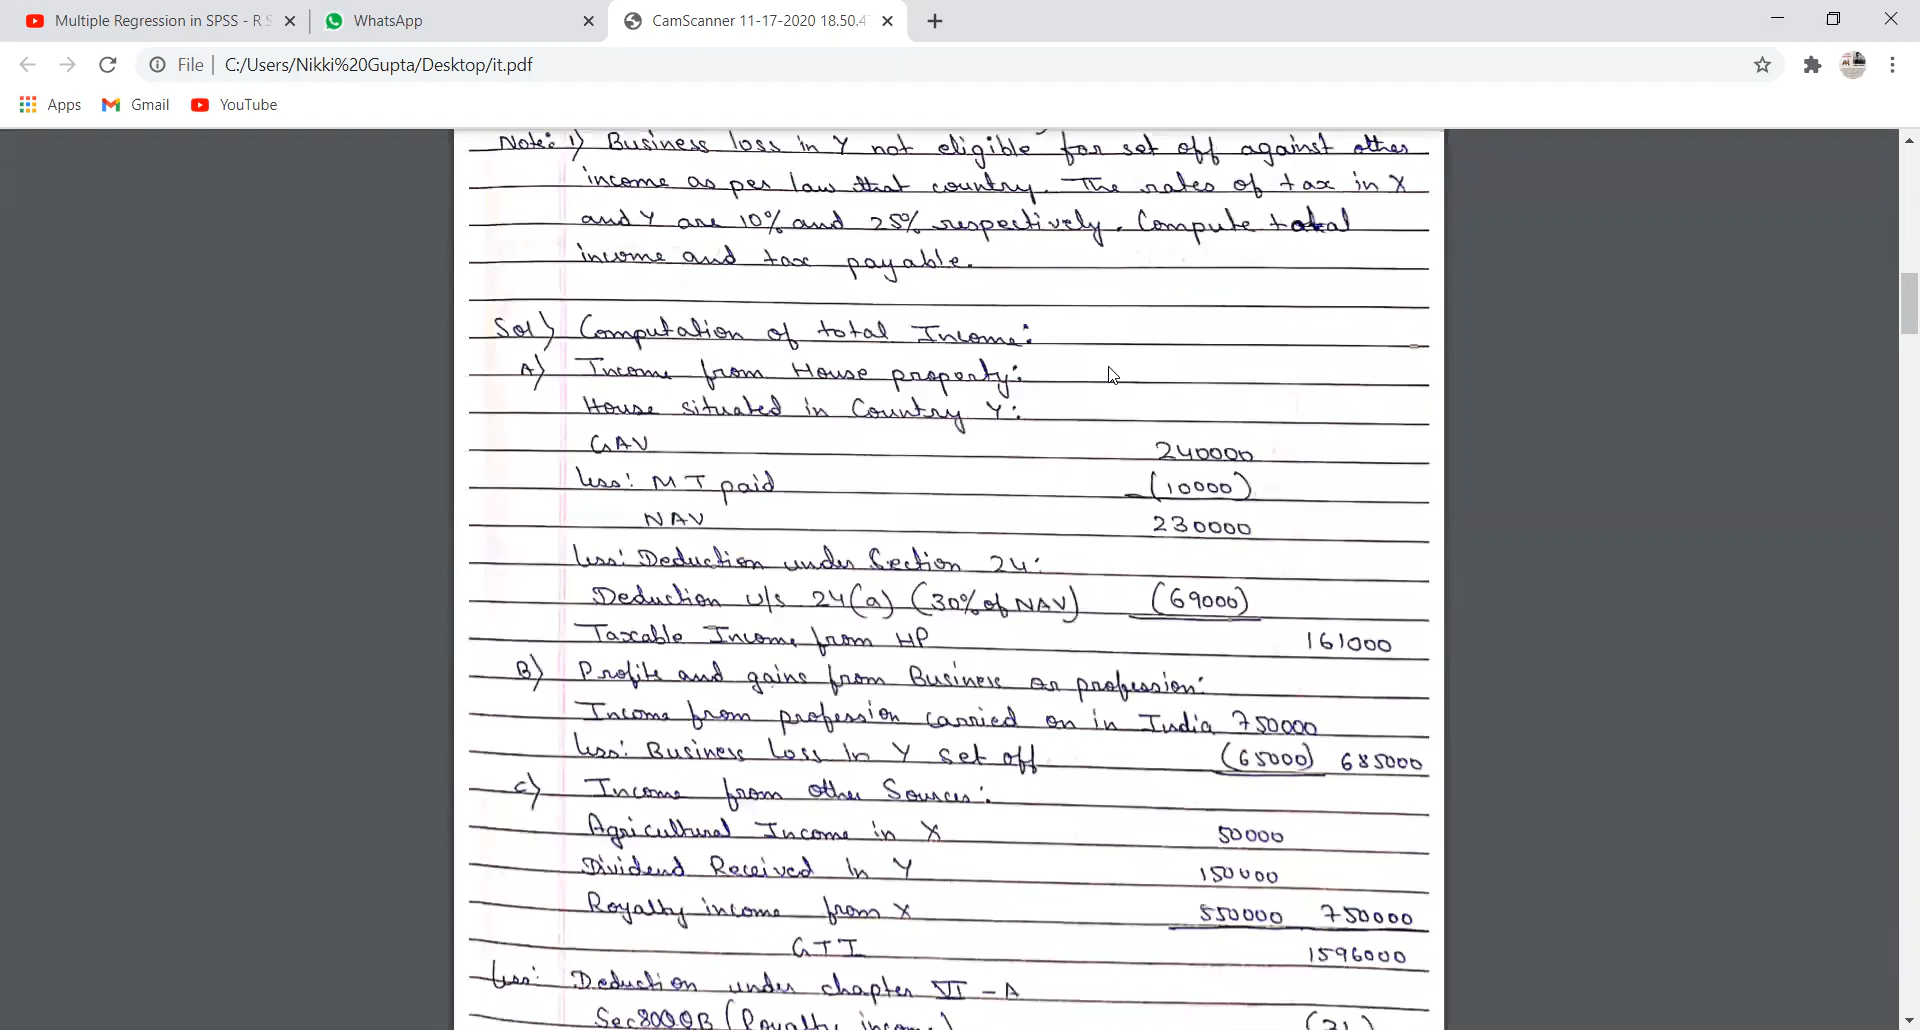 Multiple Regression in SPSS - R S
WhatsApp
CamScanner 11-17-2020 18.50.47
File | C:/Users/Nikki%20Gupta/Desktop/it.pdf
Apps Gmail YouTube
Note: 1) Business loss in Y not eligible for set off against other
income as per law that country. The rates of tax in X
and Y are 10% and 25% respectively. Compute total
income and tax payable.
Sol) Computation of total Income:
A) Income from House property:
House situated in Country Y:
GAV 240000
less: MT paid (10000)
NAV 230000
less: Deduction under Section 24:
Deduction u/s 24(a) (30% of NAV) (69000)
Taxable Income from HP 161000
B) Profits and gains from Business or profession:
Income from profession carried on in India 750000
less: Business Loss in Y set off (65000) 685000
C) Income from other Sources:
Agricultural Income in X 50000
Dividend Received in Y 150000
Royalty income from X 550000 750000
GTI 1596000
Less: Deduction under chapter VI - A
Sec 80QQB (Royalty income) (3L)